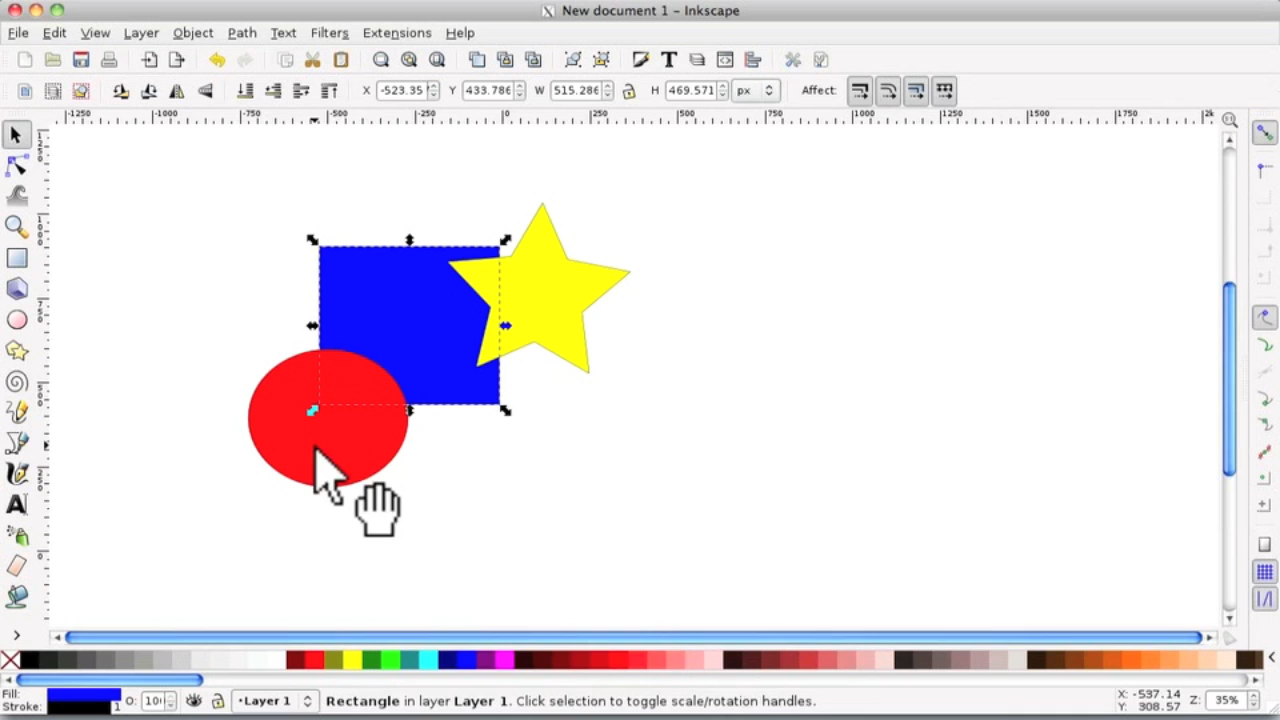 New document 1 - Inkscape
File Edit View Layer Object Path Text Filters Extensions Help
X -523.35 Y 433.786 W 515.286 H 469.571 px Affect:
-1250 -1000 -750 -500 -250 0 250 500 750 1000 1250 1500 1750 2k
Fill: O: 10 •Layer 1 Rectangle in layer Layer 1. Click selection to toggle scale/rotation handles. X: -537.14 Z: 35%
Stroke: 1 Y: 308.57